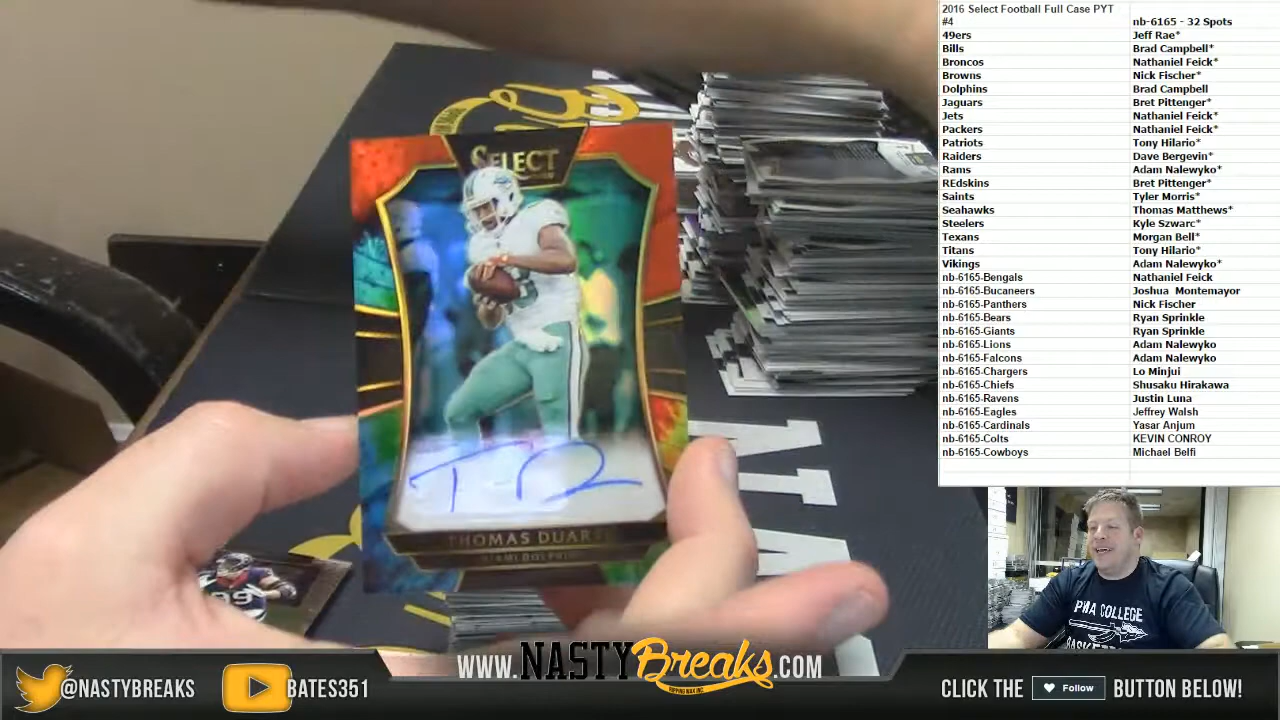 2016 Select Football Full Case PYT
#4 nb-6165 - 32 Spots
49ers Jeff Rae*
Bills Brad Campbell*
Broncos Nathaniel Feick*
Browns Nick Fischer*
Dolphins Brad Campbell
Jaguars Bret Pittenger*
Jets Nathaniel Feick*
Packers Nathaniel Feick*
Patriots Tony Hilario*
Raiders Dave Bergevin*
Rams Adam Nalewyko*
REdskins Bret Pittenger*
Saints Tyler Morris*
Seahawks Thomas Matthews*
Steelers Kyle Szwarc*
Texans Morgan Bell*
Titans Tony Hilario*
Vikings Adam Nalewyko*
nb-6165-Bengals Nathaniel Feick
nb-6165-Bucaneers Joshua Montemayor
nb-6165-Panthers Nick Fischer
nb-6165-Bears Ryan Sprinkle
nb-6165-Giants Ryan Sprinkle
nb-6165-Lions Adam Nalewyko
nb-6165-Falcons Adam Nalewyko
nb-6165-Chargers Lo Minjui
nb-6165-Chiefs Shusaku Hirakawa
nb-6165-Ravens Justin Luna
nb-6165-Eagles Jeffrey Walsh
nb-6165-Cardinals Yasar Anjum
nb-6165-Colts KEVIN CONROY
nb-6165-Cowboys Michael Belfi
SELECT
THOMAS
MIAMI DOLPHINS
99
COLLEGE
@NASTYBREAKS
BATES351
WWW.NASTYBreaks.COM
CLICK THE Follow BUTTON BELOW!